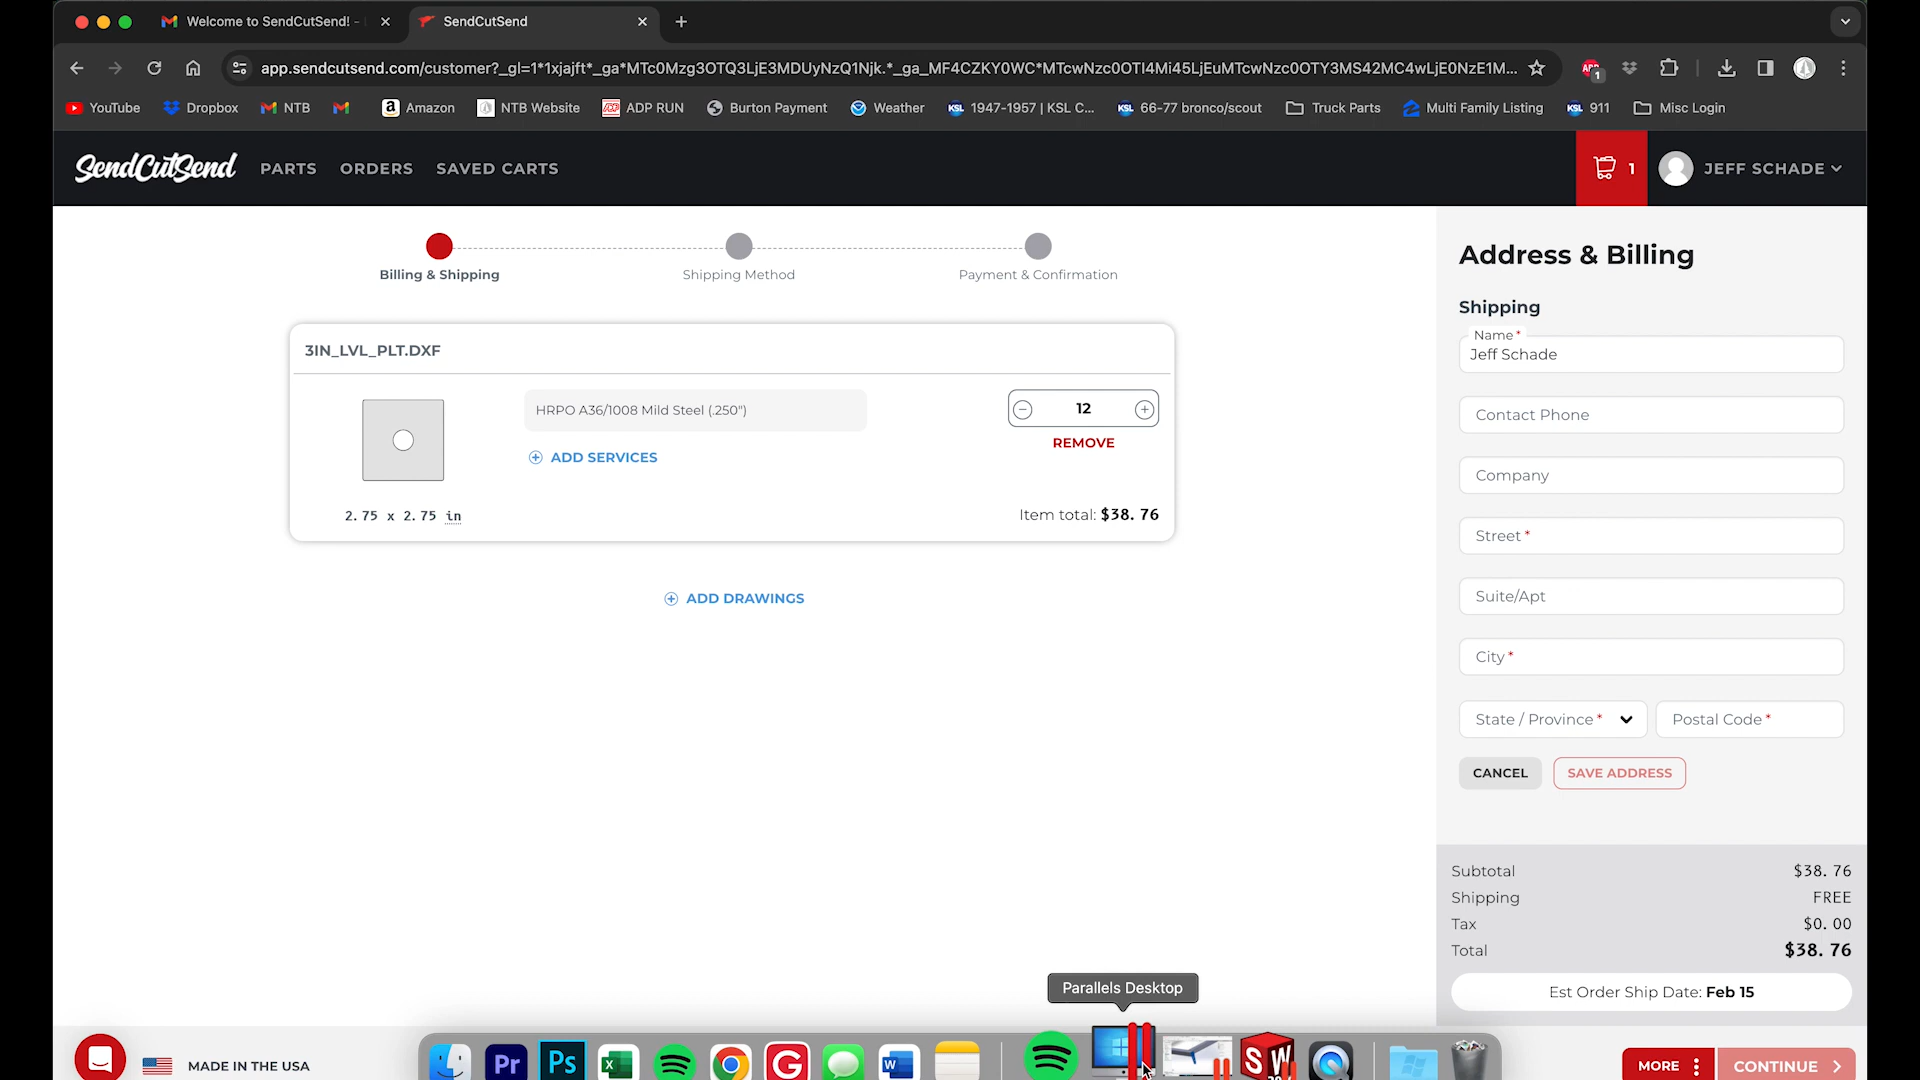 Welcome to SendCutSend! -
SendCutSend
app.sendcutsend.com/customer?_gl=1*1xjajft*_ga*MTc0Mzg3OTQ3LjE3MDUyNzQ1Njk.*_ga_MF4CZKY0WC*MTcwNzc0OTI4Mi45LjEuMTcwNzc0OTY3MS42MC4wLjE0NzE1M...
YouTube Dropbox NTB Amazon NTB Website ADP RUN Burton Payment Weather 1947-1957 | KSL C... 66-77 bronco/scout Truck Parts Multi Family Listing 911 Misc Login
SendCutSend PARTS ORDERS SAVED CARTS 1 JEFF SCHADE
Billing & Shipping Shipping Method Payment & Confirmation
3IN_LVL_PLT.DXF
HRPO A36/1008 Mild Steel (.250")
12
REMOVE
ADD SERVICES
2.75 x 2.75 in
Item total: $38.76
ADD DRAWINGS
Address & Billing
Shipping
Name*
Jeff Schade
Contact Phone
Company
Street*
Suite/Apt
City*
State / Province* Postal Code*
CANCEL SAVE ADDRESS
Subtotal $38.76
Shipping FREE
Tax $0.00
Total $38.76
Est Order Ship Date: Feb 15
Parallels Desktop
MADE IN THE USA
MORE CONTINUE